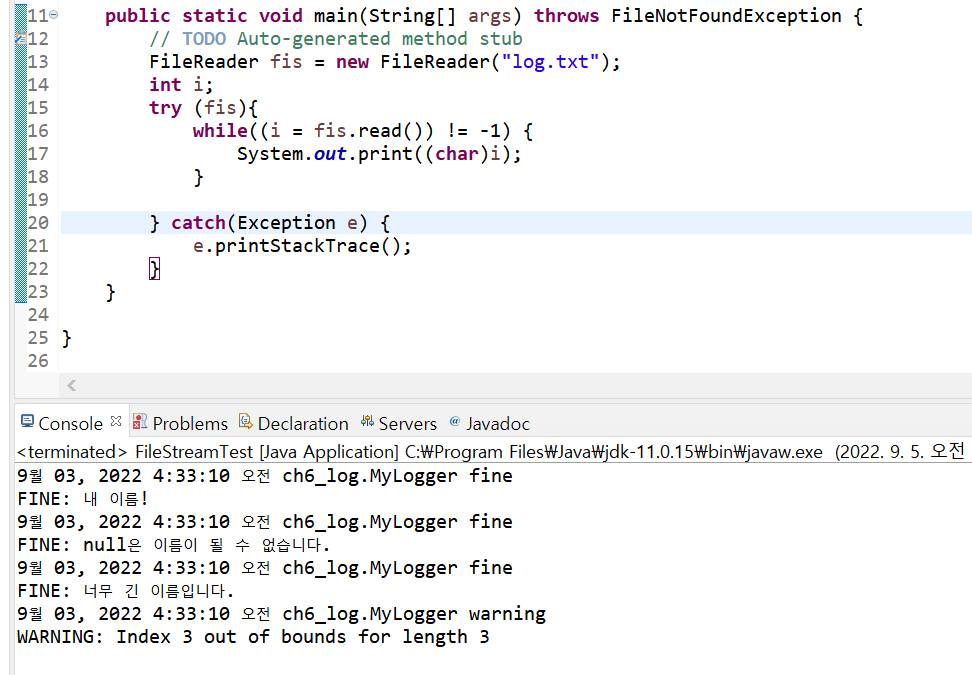 11 public static void main(String[] args) throws FileNotFoundException {
12 // TODO Auto-generated method stub
13 FileReader fis = new FileReader("log.txt");
14 int i;
15 try (fis){
16 while((i = fis.read()) != -1) {
17 System.out.print((char)i);
18 }
19
20 } catch(Exception e) {
21 e.printStackTrace();
22 }
23 }
24
25 }
26
Console Problems Declaration Servers @ Javadoc
<terminated> FileStreamTest [Java Application] C:₩Program Files₩Java₩jdk-11.0.15₩bin₩javaw.exe (2022. 9. 5. 오전
9월 03, 2022 4:33:10 오전 ch6_log.MyLogger fine
FINE: 내 이름!
9월 03, 2022 4:33:10 오전 ch6_log.MyLogger fine
FINE: null은 이름이 될 수 없습니다.
9월 03, 2022 4:33:10 오전 ch6_log.MyLogger fine
FINE: 너무 긴 이름입니다.
9월 03, 2022 4:33:10 오전 ch6_log.MyLogger warning
WARNING: Index 3 out of bounds for length 3